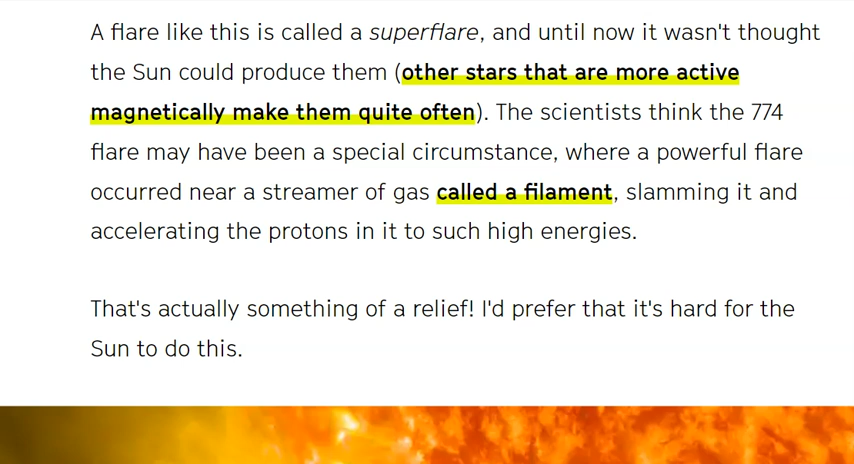 A flare like this is called a superflare, and until now it wasn't thought
the Sun could produce them (other stars that are more active
magnetically make them quite often). The scientists think the 774
flare may have been a special circumstance, where a powerful flare
occurred near a streamer of gas called a filament, slamming it and
accelerating the protons in it to such high energies.
That's actually something of a relief! I'd prefer that it's hard for the
Sun to do this.